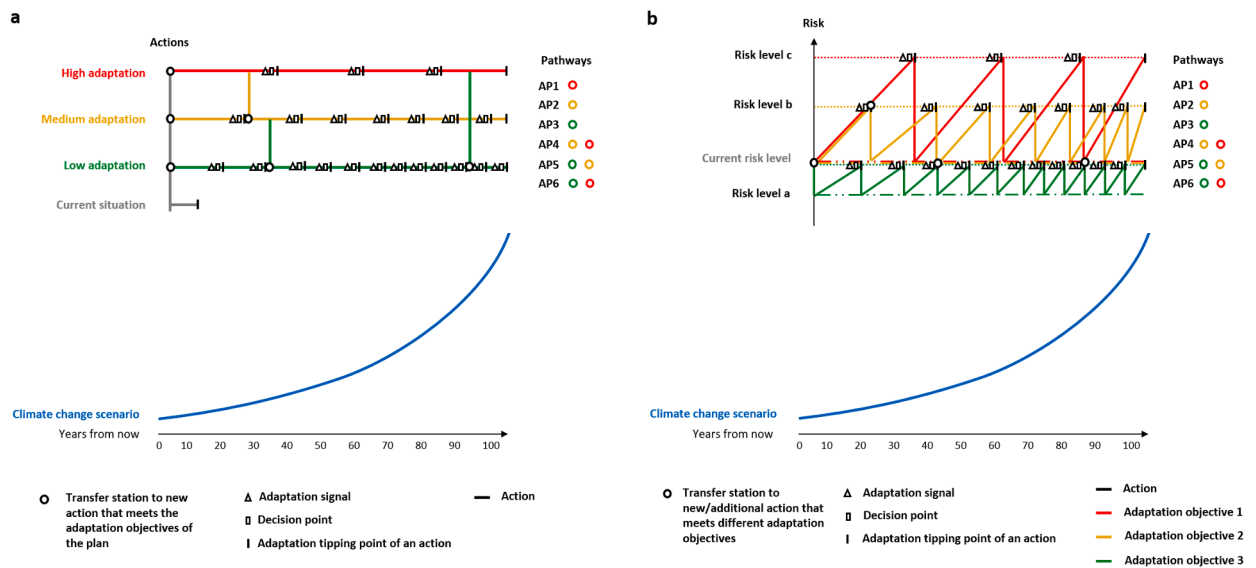 a
Actions
High adaptation
Medium adaptation
Low adaptation
Current situation
Pathways
AP1
AP2
AP3
AP4
AP5
AP6
Climate change scenario
Years from now
0 10 20 30 40 50 60 70 80 90 100
Transfer station to new
action that meets the
adaptation objectives of
the plan
Adaptation signal
Decision point
Adaptation tipping point of an action
Action
b
Risk
Risk level c
Risk level b
Current risk level
Risk level a
Pathways
AP1
AP2
AP3
AP4
AP5
AP6
Climate change scenario
Years from now
0 10 20 30 40 50 60 70 80 90 100
Transfer station to
new/additional action that
meets different adaptation
objectives
Adaptation signal
Decision point
Adaptation tipping point of an action
Action
Adaptation objective 1
Adaptation objective 2
Adaptation objective 3